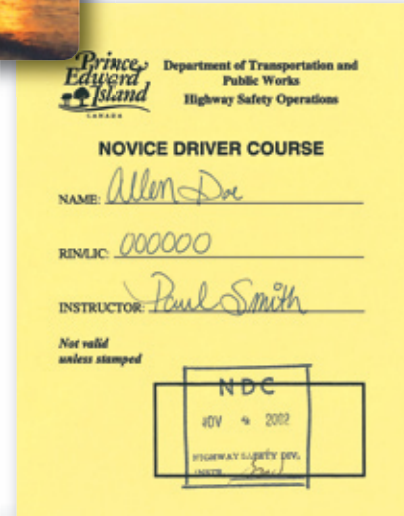 Prince
Edward
Island
CANADA
Department of Transportation and
Public Works
Highway Safety Operations
NOVICE DRIVER COURSE
NAME: Allen Doe
RIN/LIC: 000000
INSTRUCTOR: Paul Smith
Not valid
unless stamped
NDC
NOV 4 2002
HIGHWAY SAFETY DIV.
INSTR.